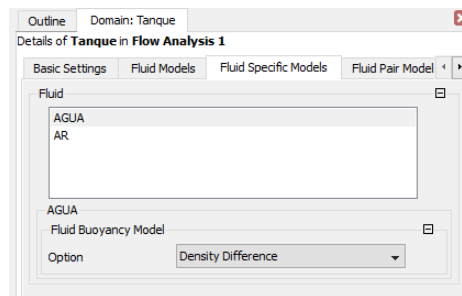 Outline Domain: Tanque
Details of Tanque in Flow Analysis 1
Basic Settings Fluid Models Fluid Specific Models Fluid Pair Model
Fluid
AGUA
AR
AGUA
Fluid Buoyancy Model
Option Density Difference